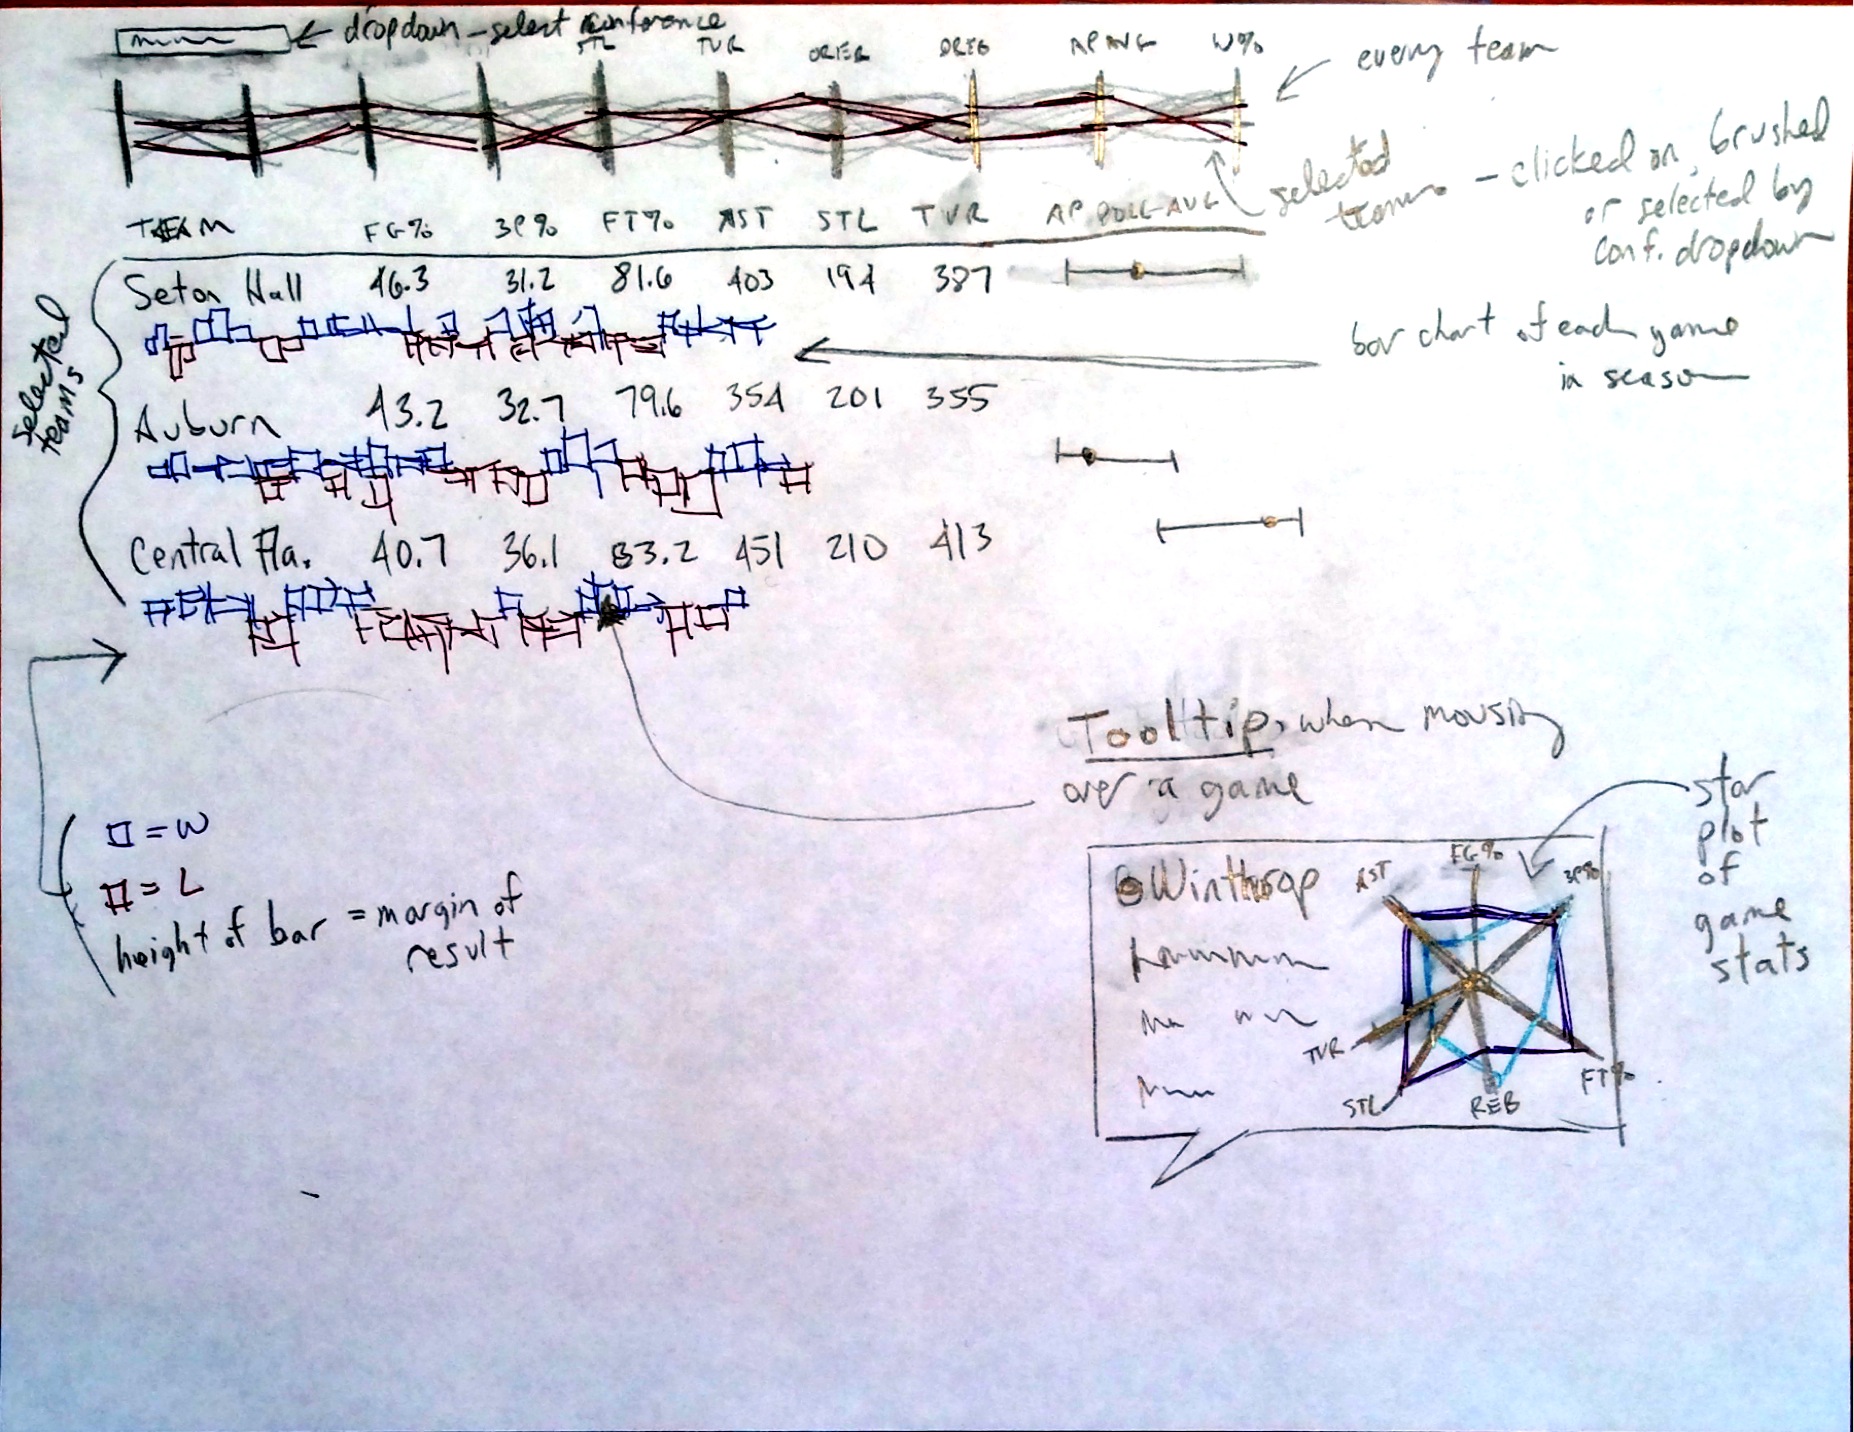 dropdown - select conference
STL TVR OREB DREB AP AVG W%
every team
selected teams - clicked on, brushed
or selected by
conf. dropdown
TEAM FG% 3P% FT% AST STL TVR AP POLL AVG
selected teams
Seton Hall 46.3 31.2 81.6 403 194 387
bar chart of each game
in season
Auburn 43.2 32.7 79.6 354 201 355
Central Fla. 40.7 36.1 83.2 451 210 413
Tooltip, when mousing
over a game
= W
= L
height of bar = margin of
result
star
plot
of
game
stats
@Winthrop
AST FG% 3P%
TVR
STL REB FT%